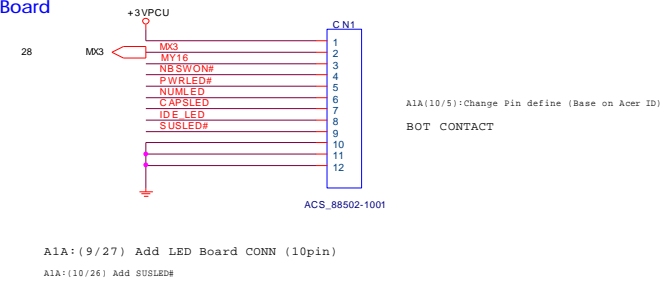 Board
+3VPCU
CN1
1
28 MX3 MX3 2
MY16 3
NBSWON# 4
PWRLED# 5
NUMLED 6
CAPSLED 7
IDE_LED 8
SUSLED# 9
10
11
12
A1A(10/5):Change Pin define (Base on Acer ID)
BOT CONTACT
ACS_88502-1001
A1A:(9/27) Add LED Board CONN (10pin)
A1A:(10/26) Add SUSLED#